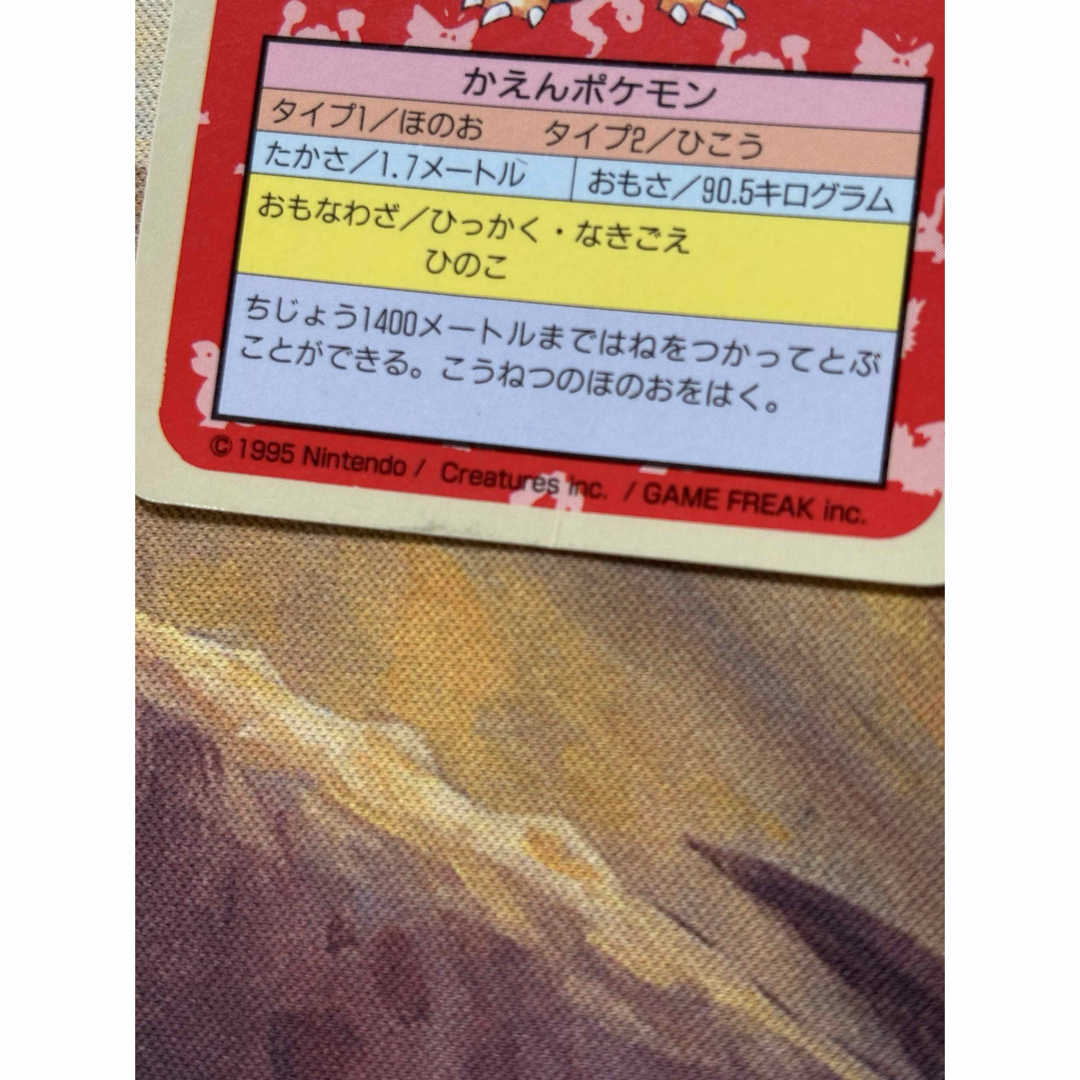 かえんポケモン
タイプ1/ほのお タイプ2/ひこう
たかさ/1.7メートル おもさ/90.5キログラム
おもなわざ/ひっかく・なきごえ
ひのこ
ちじょう1400メートルまではねをつかってとぶ
ことができる。こうねつのほのおをはく。
©1995 Nintendo / Creatures inc. / GAME FREAK inc.